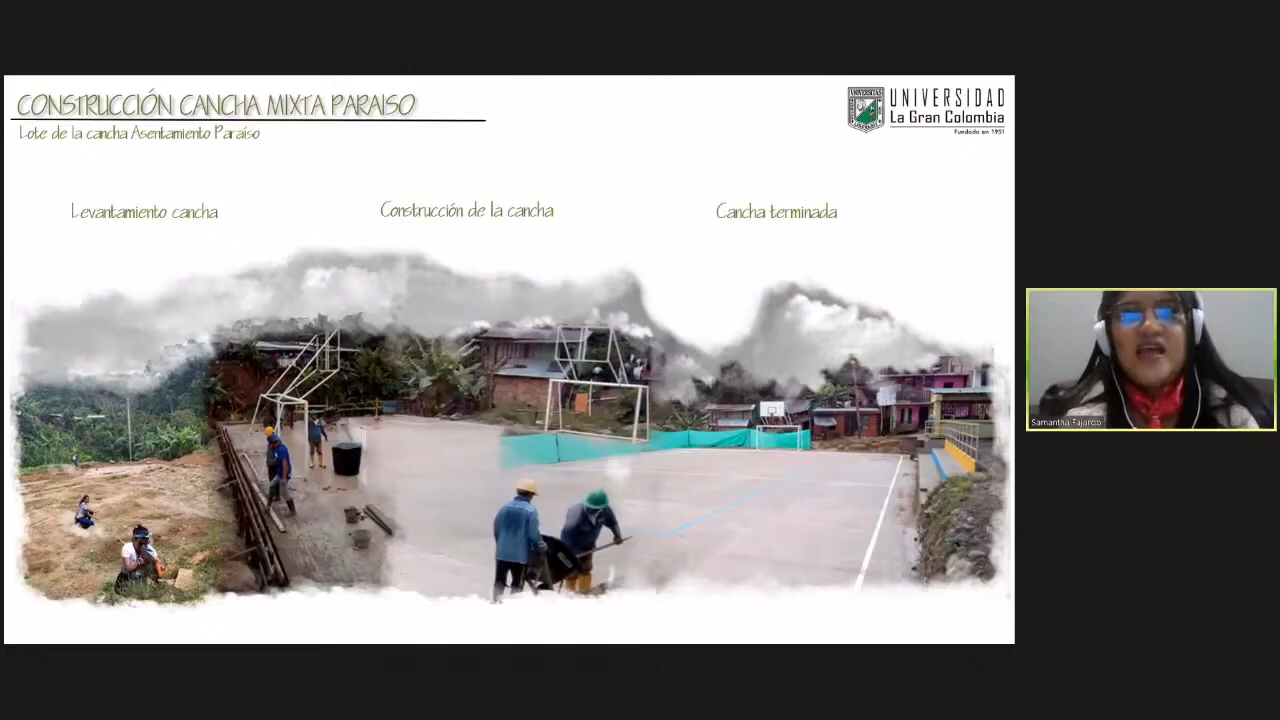 CONSTRUCCIÓN CANCHA MIXTA PARAISO
Lote de la cancha Asentamiento Paraíso
UNIVERSITAS
UNIVERSIDAD
La Gran Colombia
Fundada en 1951
Levantamiento cancha
Construcción de la cancha
Cancha terminada
Samantha Fajardo